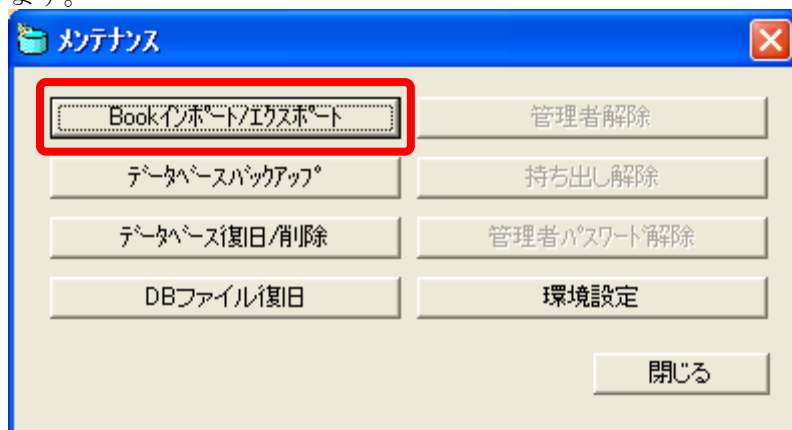 ます。
メンテナンス
Bookｲﾝﾎﾟｰﾄ/ｴｸｽﾎﾟｰﾄ
管理者解除
ﾃﾞｰﾀﾍﾞｰｽﾊﾞｯｸｱｯﾌﾟ
持ち出し解除
ﾃﾞｰﾀﾍﾞｰｽ復旧/削除
管理者ﾊﾟｽﾜｰﾄﾞ解除
DBファイル復旧
環境設定
閉じる